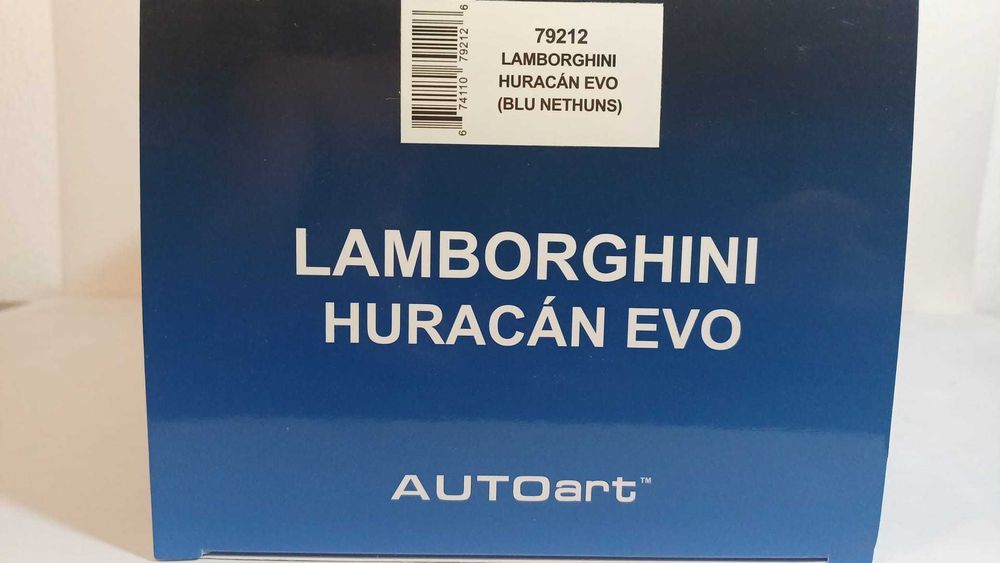 6 74110 79212 6
79212
LAMBORGHINI
HURACÁN EVO
(BLU NETHUNS)
LAMBORGHINI
HURACÁN EVO
AUTOart™